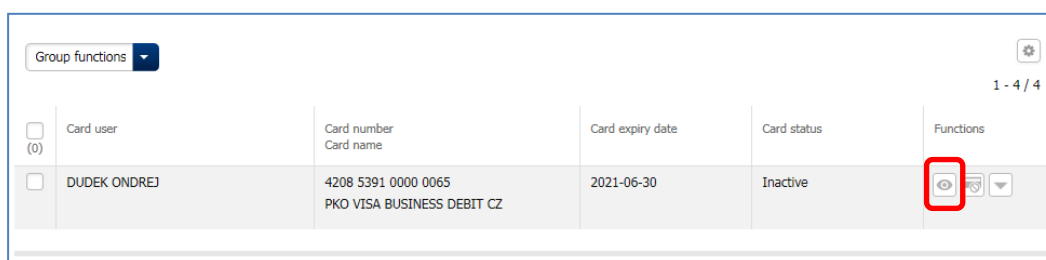 Group functions
1 - 4 / 4
Card user Card number Card expiry date Card status Functions
(0) Card name
DUDEK ONDREJ 4208 5391 0000 0065 2021-06-30 Inactive
PKO VISA BUSINESS DEBIT CZ